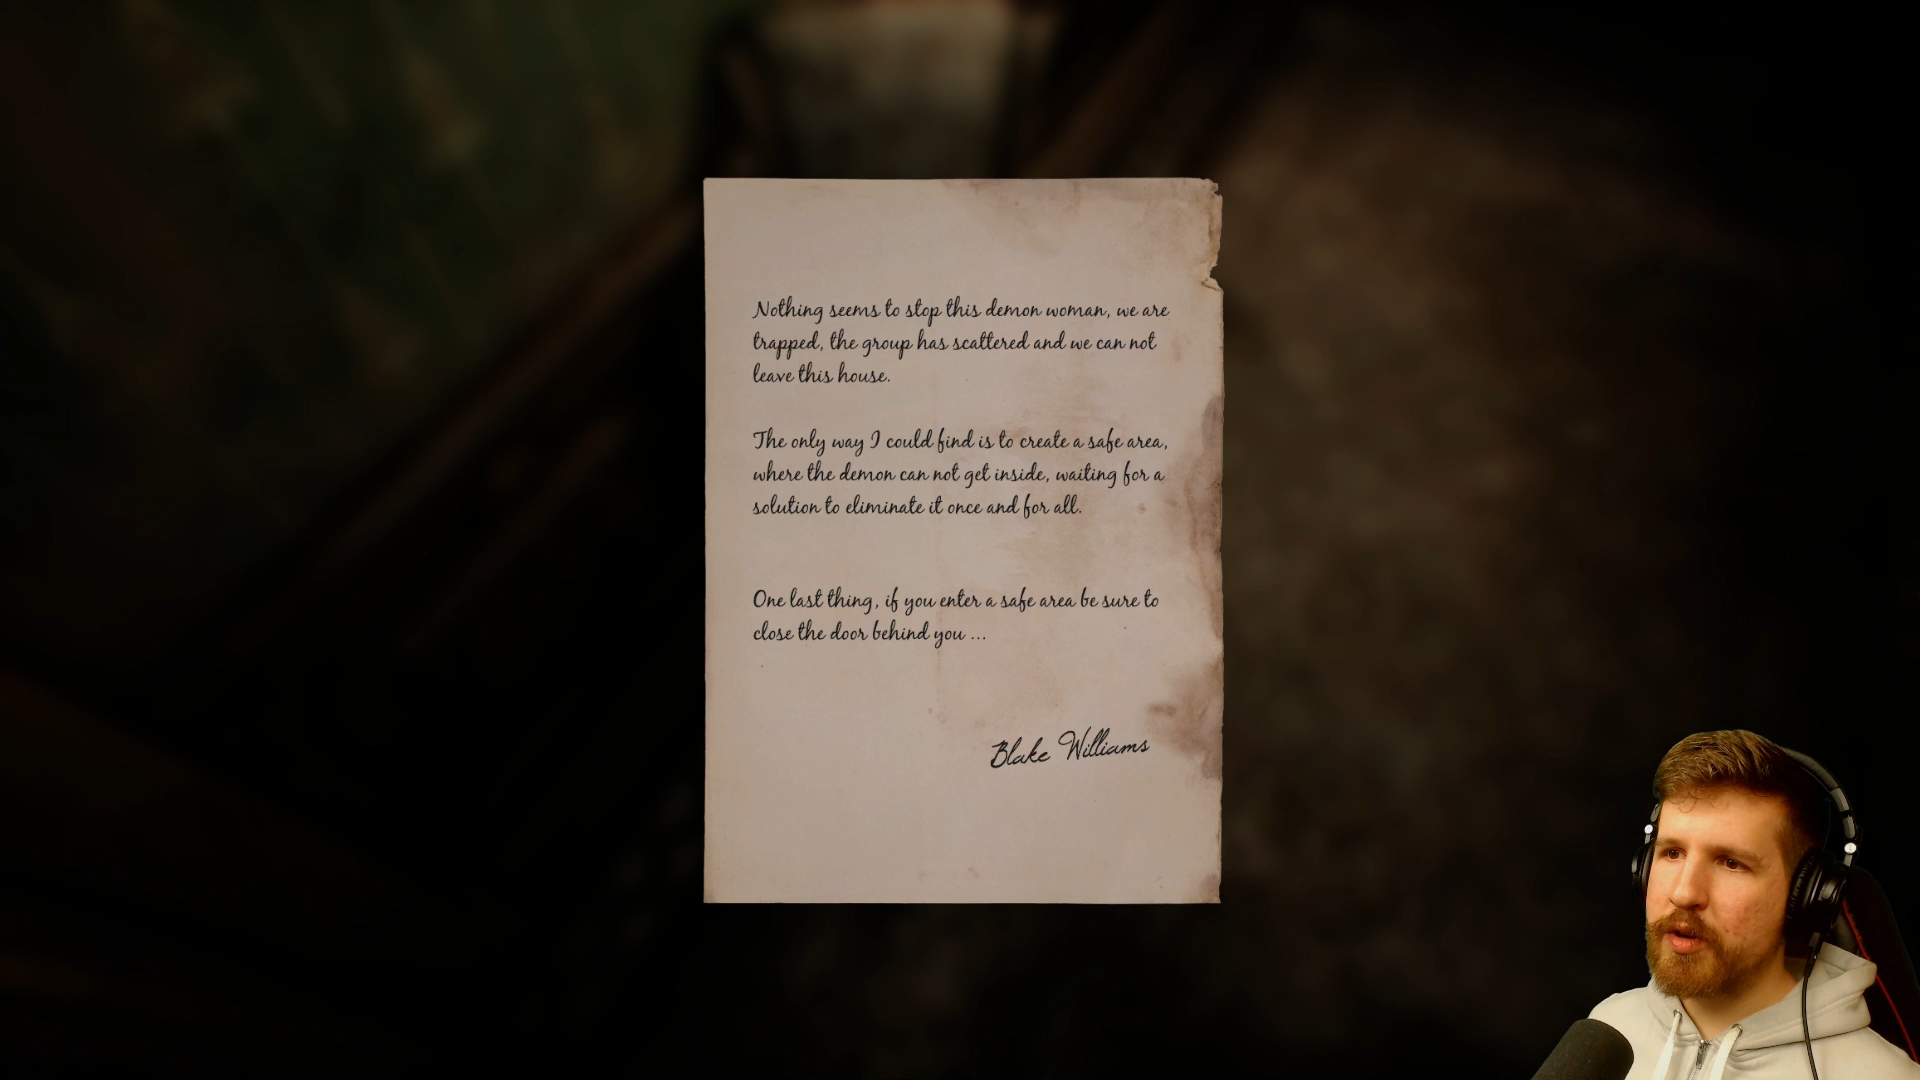 Nothing seems to stop this demon woman, we are
trapped, the group has scattered and we can not
leave this house.
The only way I could find is to create a safe area,
where the demon can not get inside, waiting for a
solution to eliminate it once and for all.
One last thing, if you enter a safe area be sure to
close the door behind you ...
Blake Williams